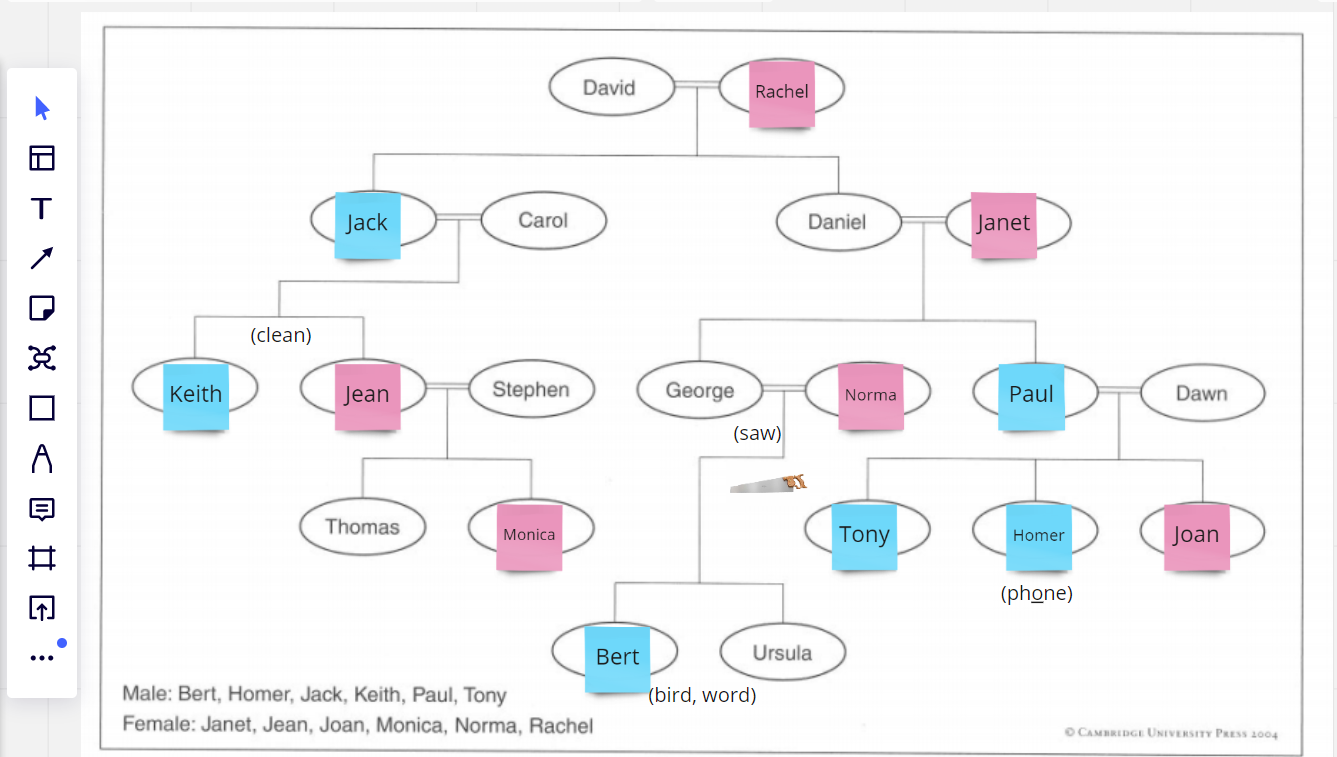 David
Rachel
Jack
Carol
Daniel
Janet
(clean)
Keith
Jean
Stephen
George
Norma
Paul
Dawn
(saw)
Thomas
Monica
Tony
Homer
Joan
(phone)
Bert
Ursula
(bird, word)
Male: Bert, Homer, Jack, Keith, Paul, Tony
Female: Janet, Jean, Joan, Monica, Norma, Rachel
© CAMBRIDGE UNIVERSITY PRESS 2004
T